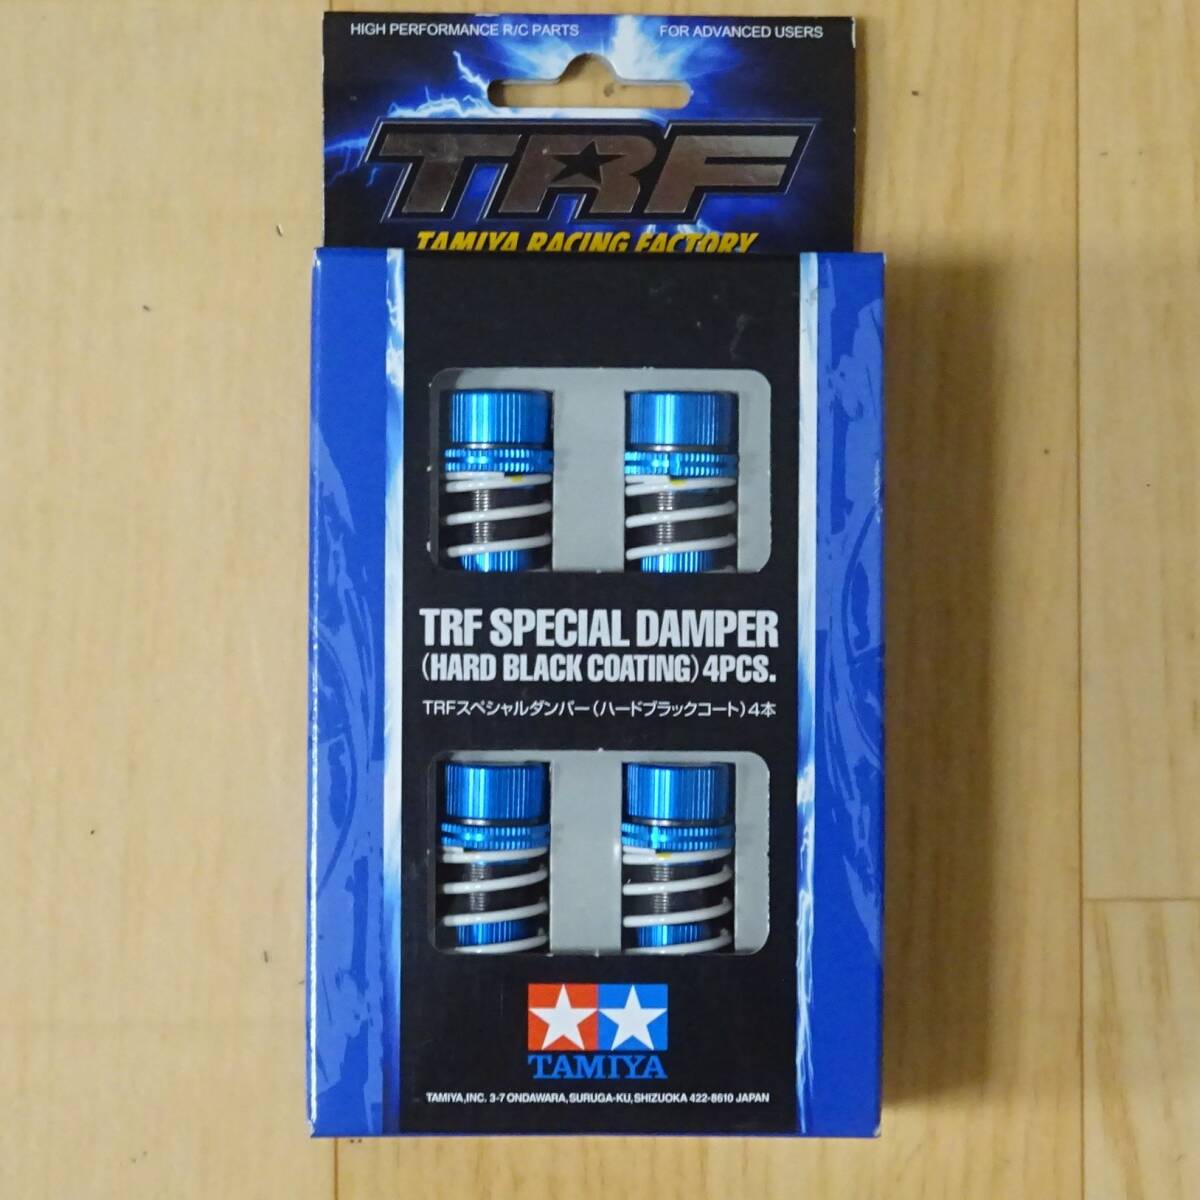 HIGH PERFORMANCE R/C PARTS FOR ADVANCED USERS
TRF
TAMIYA RACING FACTORY
TRF SPECIAL DAMPER
(HARD BLACK COATING) 4PCS.
TRFスペシャルダンパー(ハードブラックコート)4本
TAMIYA
TAMIYA,INC. 3-7 ONDAWARA,SURUGA-KU,SHIZUOKA 422-8610 JAPAN